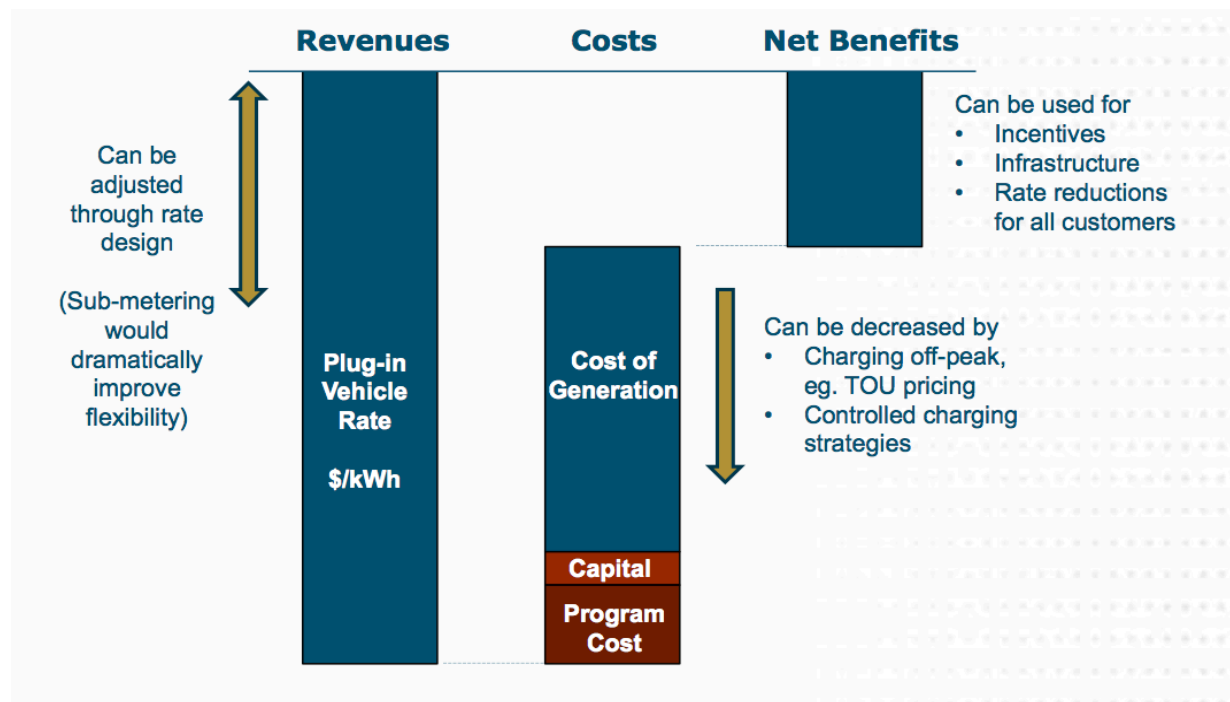 Revenues
Costs
Net Benefits
Can be
adjusted
through rate
design
(Sub-metering
would
dramatically
improve
flexibility)
Plug-in
Vehicle
Rate
$/kWh
Cost of
Generation
Capital
Program
Cost
Can be used for
• Incentives
• Infrastructure
• Rate reductions
for all customers
Can be decreased by
• Charging off-peak,
eg. TOU pricing
• Controlled charging
strategies